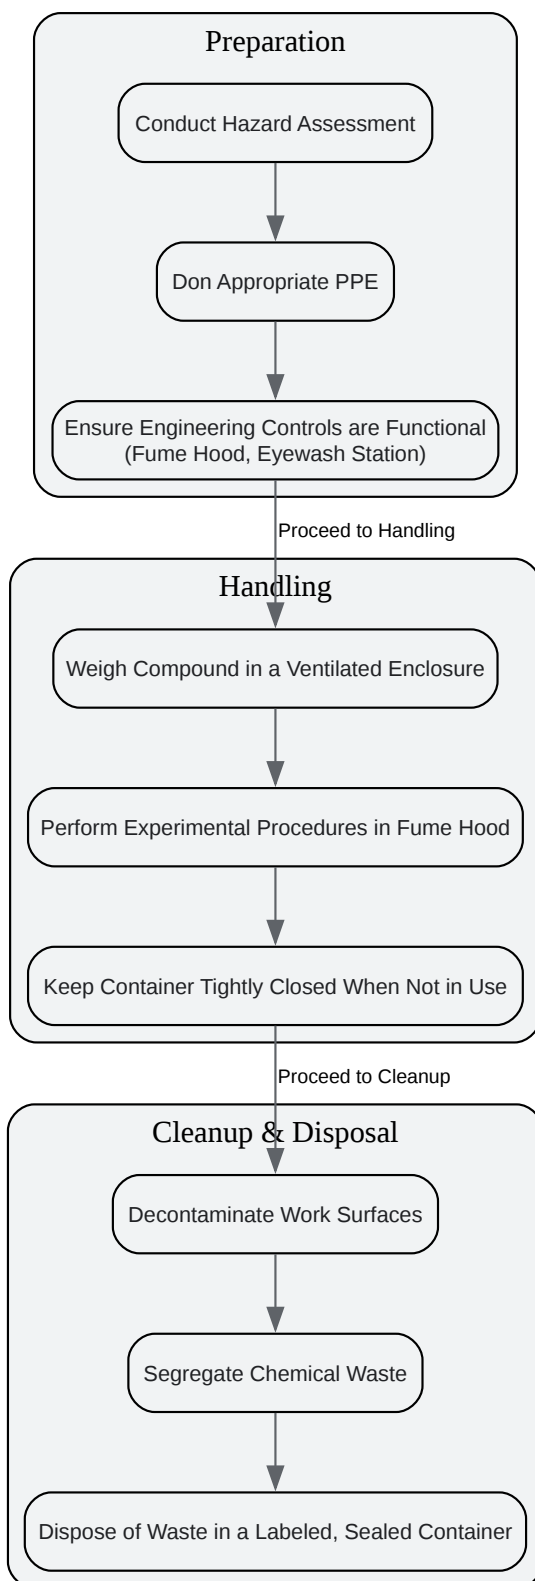 Preparation
Conduct Hazard Assessment
Don Appropriate PPE
Ensure Engineering Controls are Functional
(Fume Hood, Eyewash Station)
Proceed to Handling
Handling
Weigh Compound in a Ventilated Enclosure
Perform Experimental Procedures in Fume Hood
Keep Container Tightly Closed When Not in Use
Proceed to Cleanup
Cleanup & Disposal
Decontaminate Work Surfaces
Segregate Chemical Waste
Dispose of Waste in a Labeled, Sealed Container